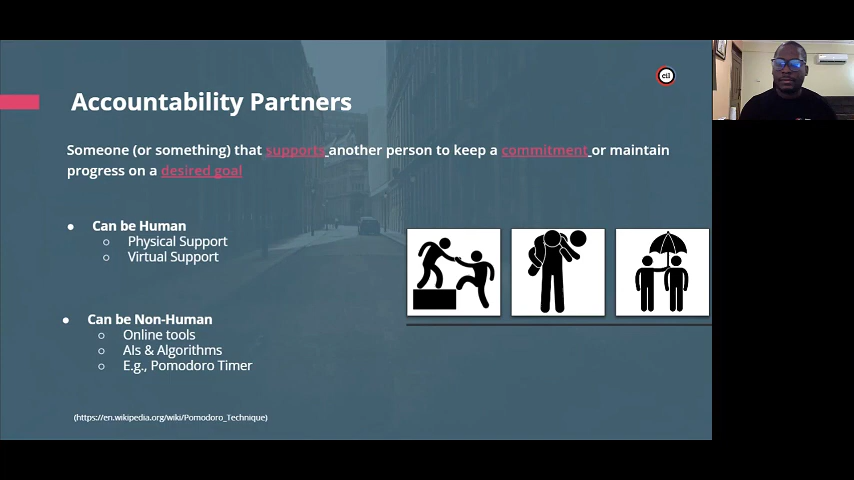 ctl
Accountability Partners
Someone (or something) that supports another person to keep a commitment or maintain
progress on a desired goal
● Can be Human
○ Physical Support
○ Virtual Support
● Can be Non-Human
○ Online tools
○ AIs & Algorithms
○ E.g., Pomodoro Timer
(https://en.wikipedia.org/wiki/Pomodoro_Technique)